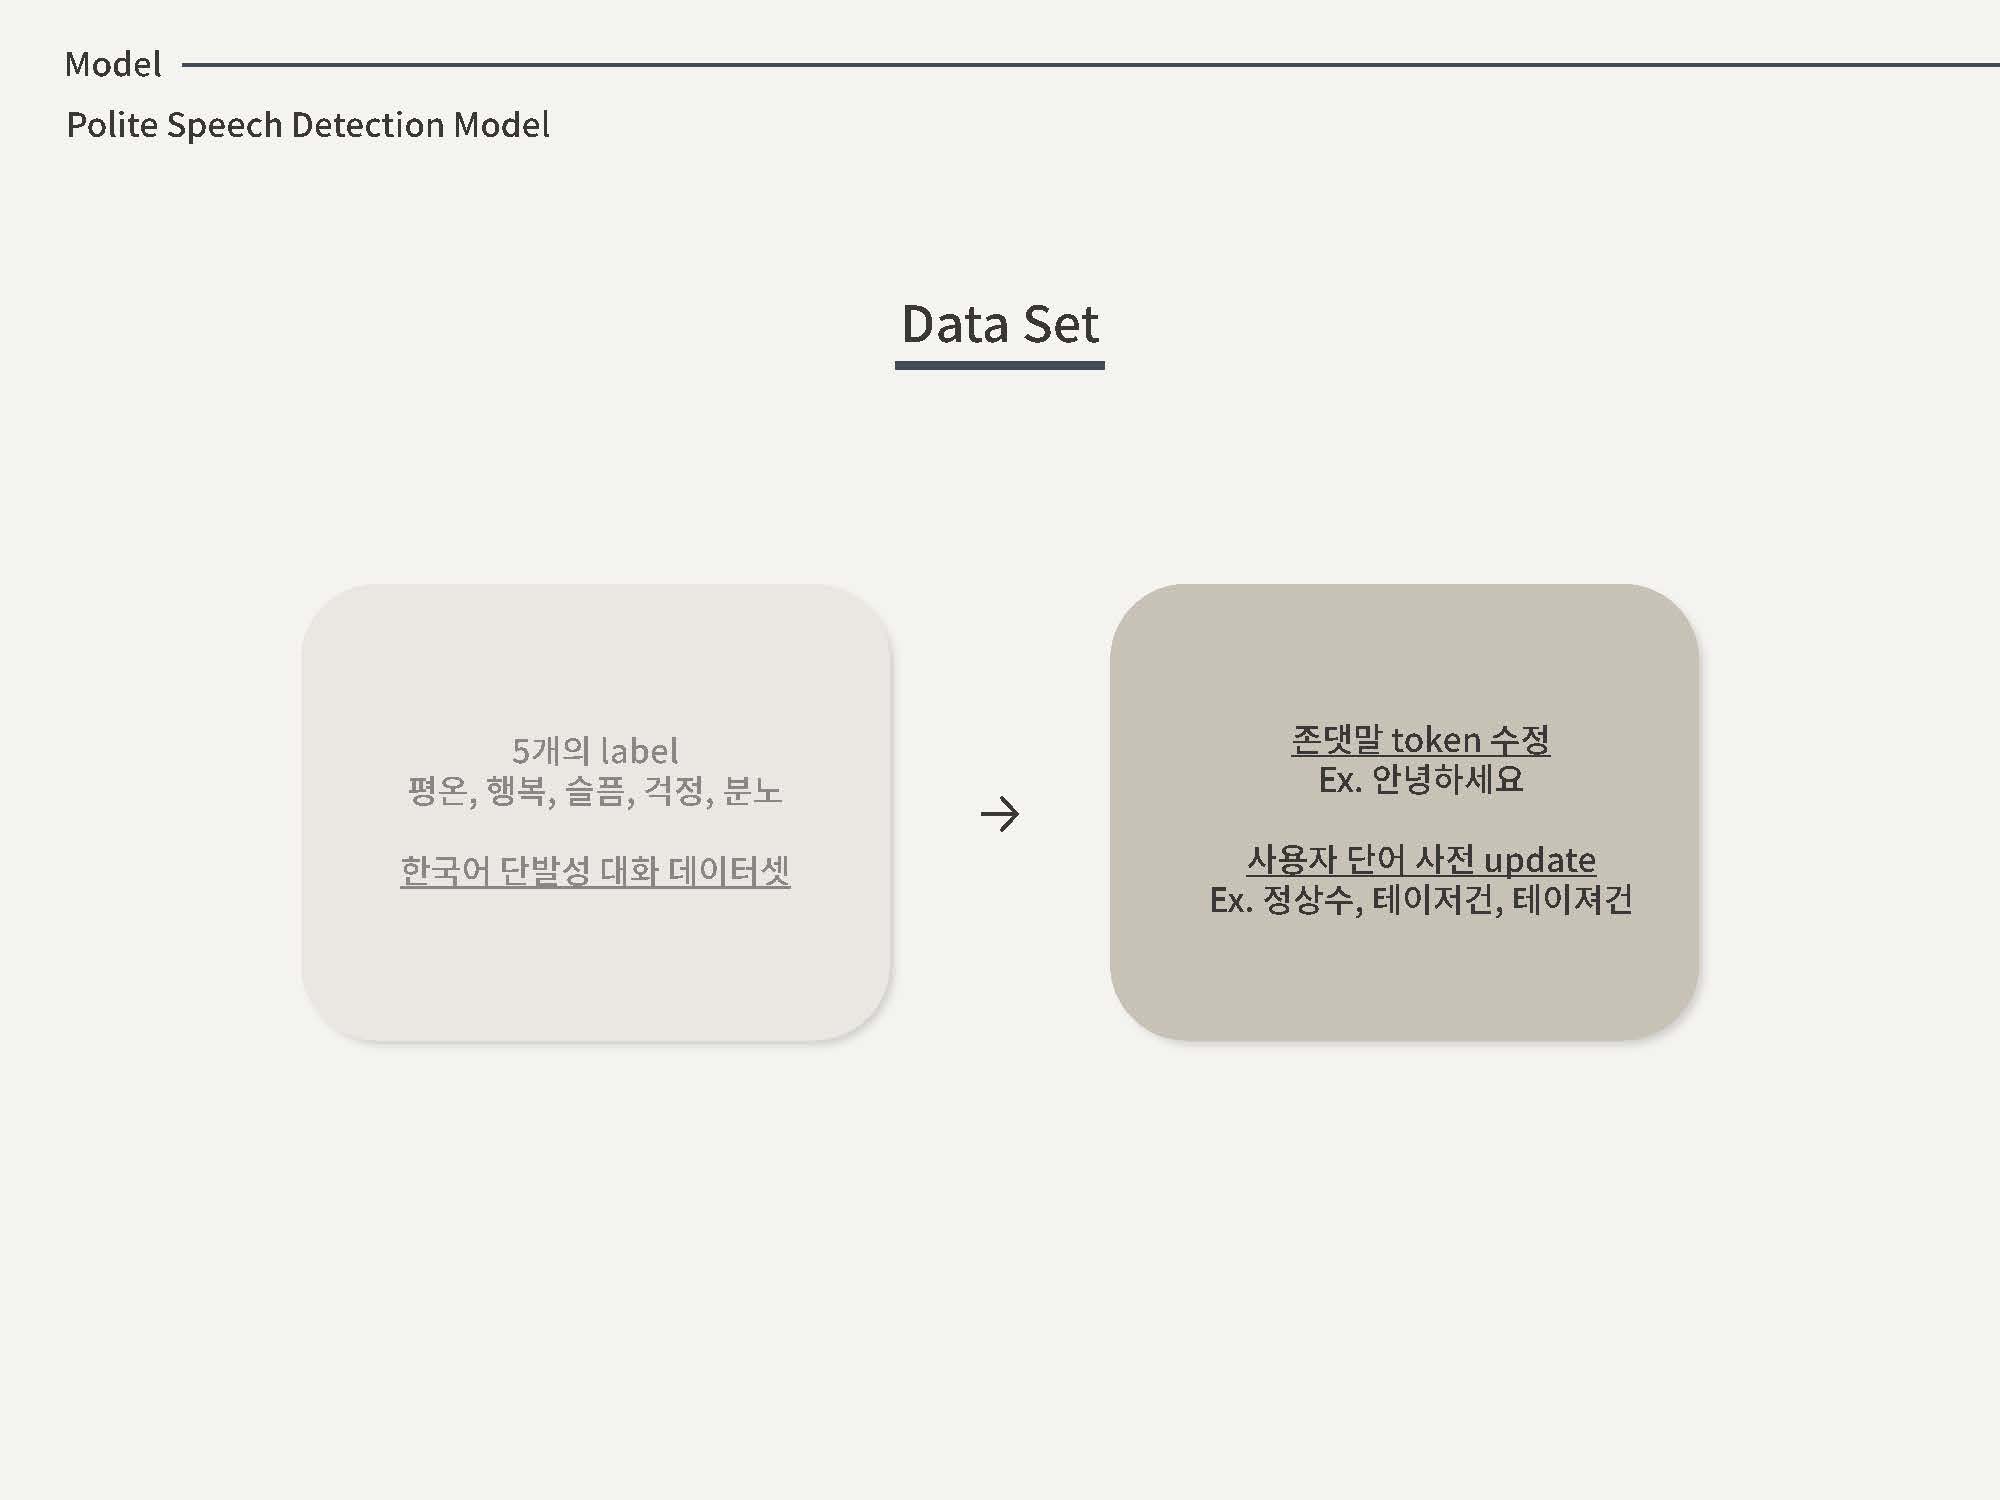 Model
Polite Speech Detection Model
Data Set
5개의 label
평온, 행복, 슬픔, 걱정, 분노
한국어 단발성 대화 데이터셋
→
존댓말 token 수정
Ex. 안녕하세요
사용자 단어 사전 update
Ex. 정상수, 테이저건, 테이져건